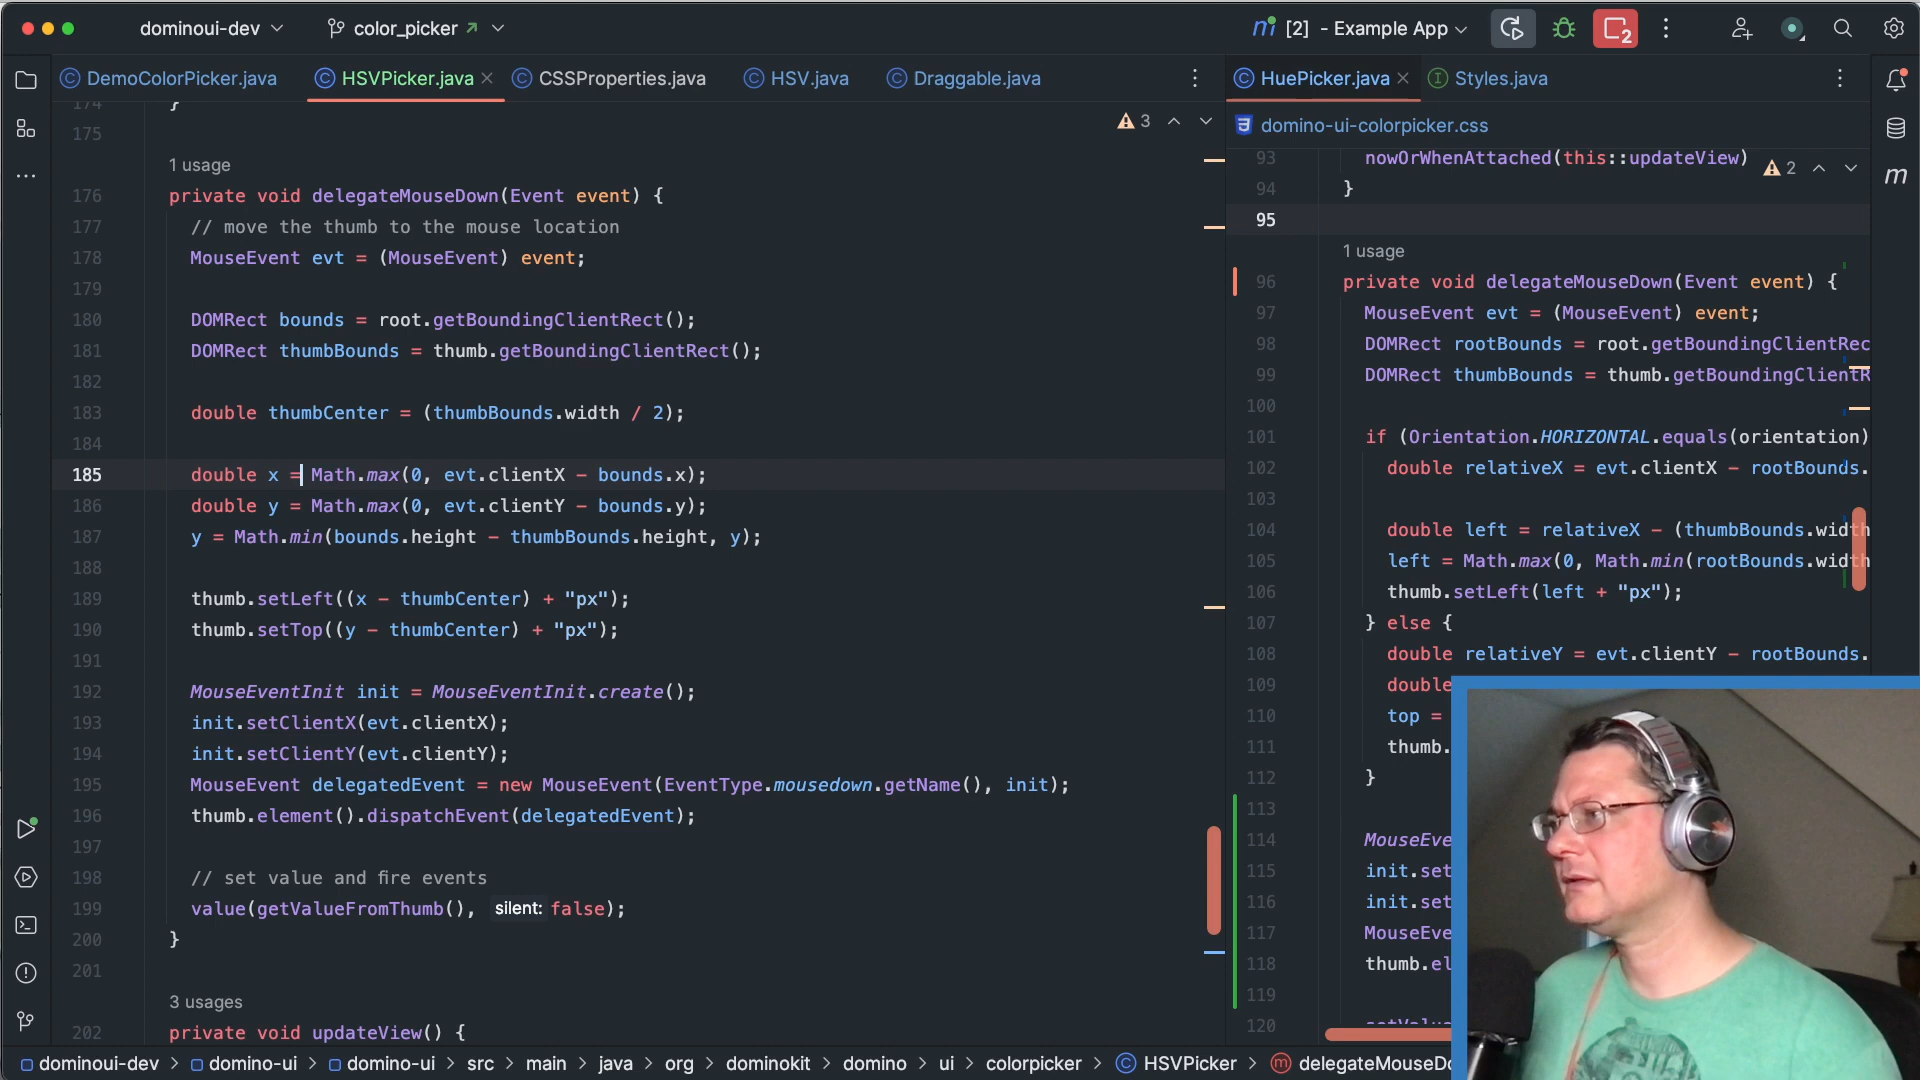 dominoui-dev
color_picker
[2] - Example App
2
DemoColorPicker.java
HSVPicker.java
CSSProperties.java
HSV.java
Draggable.java
HuePicker.java
Styles.java
domino-ui-colorpicker.css
3
2
174 }
175
1 usage
176 private void delegateMouseDown(Event event) {
177 // move the thumb to the mouse location
178 MouseEvent evt = (MouseEvent) event;
179
180 DOMRect bounds = root.getBoundingClientRect();
181 DOMRect thumbBounds = thumb.getBoundingClientRect();
182
183 double thumbCenter = (thumbBounds.width / 2);
184
185 double x = Math.max(0, evt.clientX - bounds.x);
186 double y = Math.max(0, evt.clientY - bounds.y);
187 y = Math.min(bounds.height - thumbBounds.height, y);
188
189 thumb.setLeft((x - thumbCenter) + "px");
190 thumb.setTop((y - thumbCenter) + "px");
191
192 MouseEventInit init = MouseEventInit.create();
193 init.setClientX(evt.clientX);
194 init.setClientY(evt.clientY);
195 MouseEvent delegatedEvent = new MouseEvent(EventType.mousedown.getName(), init);
196 thumb.element().dispatchEvent(delegatedEvent);
197
198 // set value and fire events
199 value(getValueFromThumb(), silent: false);
200 }
201
3 usages
202 private void updateView() {
93 nowOrWhenAttached(this::updateView)
94 }
95
1 usage
96 private void delegateMouseDown(Event event) {
97 MouseEvent evt = (MouseEvent) event;
98 DOMRect rootBounds = root.getBoundingClientRec
99 DOMRect thumbBounds = thumb.getBoundingClientR
100
101 if (Orientation.HORIZONTAL.equals(orientation)
102 double relativeX = evt.clientX - rootBounds.
103
104 double left = relativeX - (thumbBounds.width
105 left = Math.max(0, Math.min(rootBounds.width
106 thumb.setLeft(left + "px");
107 } else {
108 double relativeY = evt.clientY - rootBounds.
109 double
110 top =
111 thumb.
112 }
113
114 MouseEve
115 init.set
116 init.set
117 MouseEve
118 thumb.el
119
120
dominoui-dev > domino-ui > domino-ui > src > main > java > org > dominokit > domino > ui > colorpicker > HSVPicker > delegateMouseDo